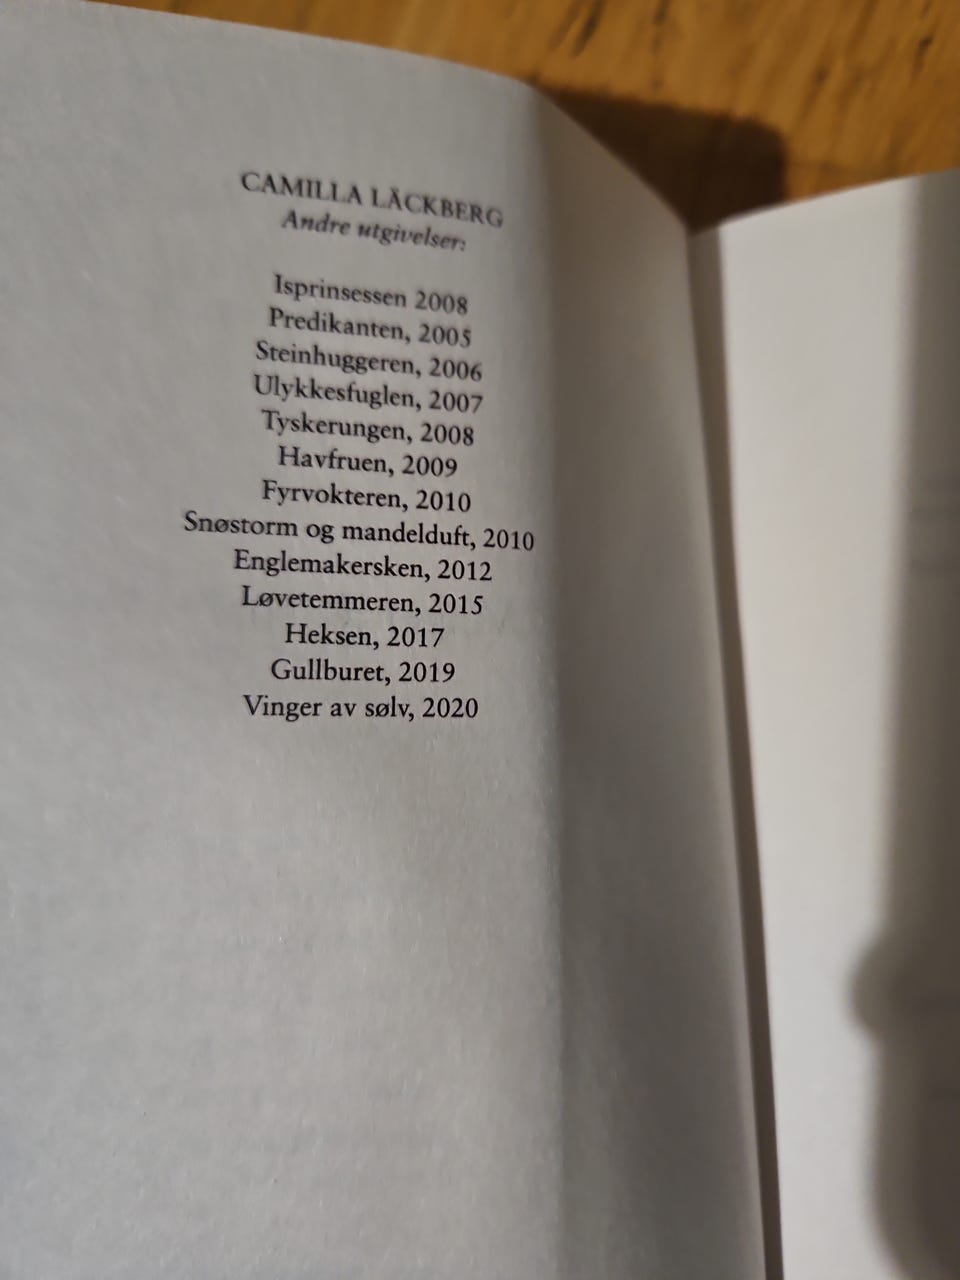 CAMILLA LÄCKBERG
Andre utgivelser:
Isprinsessen 2008
Predikanten, 2005
Steinhuggeren, 2006
Ulykkesfuglen, 2007
Tyskerungen, 2008
Havfruen, 2009
Fyrvokteren, 2010
Snøstorm og mandelduft, 2010
Englemakersken, 2012
Løvetemmeren, 2015
Heksen, 2017
Gullburet, 2019
Vinger av sølv, 2020